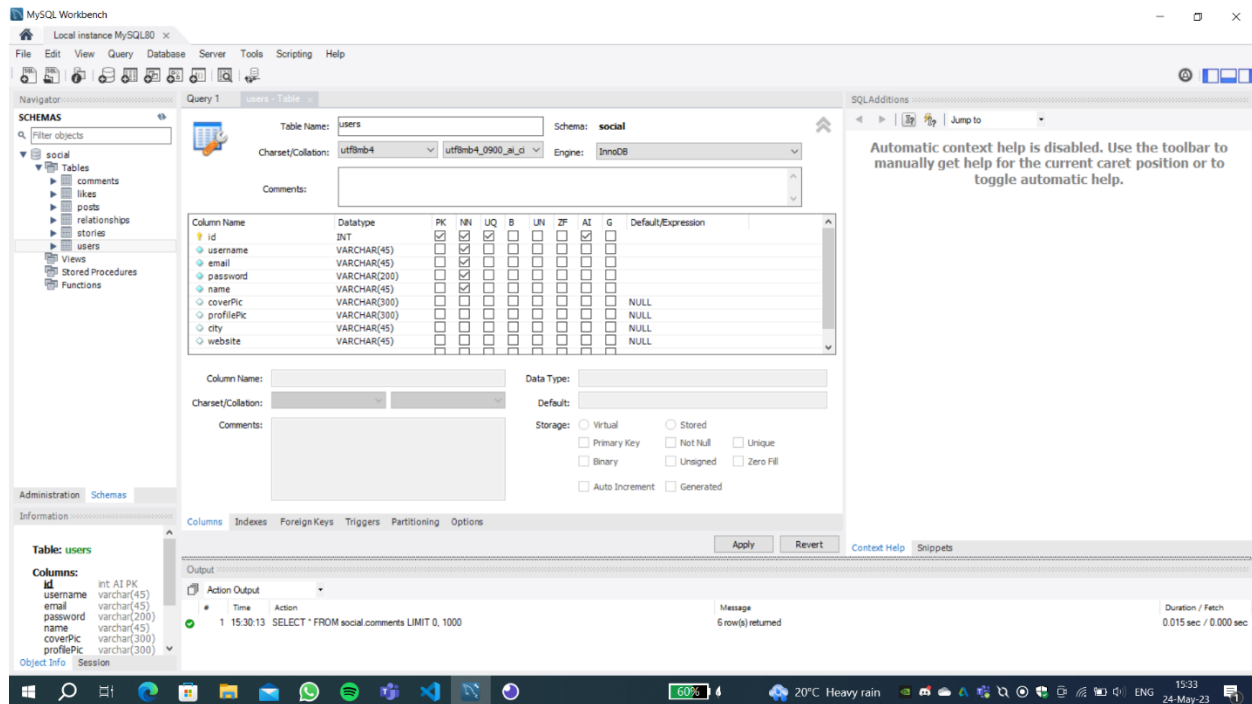 MySQL Workbench
Local instance MySQL80
File Edit View Query Database Server Tools Scripting Help
Navigator
SCHEMAS
Filter objects
social
Tables
comments
likes
posts
relationships
stories
users
Views
Stored Procedures
Functions
Administration Schemas
Information
Table: users
Columns:
id int AI PK
username varchar(45)
email varchar(45)
password varchar(200)
name varchar(45)
coverPic varchar(300)
profilePic varchar(300)
Object Info Session
Query 1 users - Table
Table Name: users Schema: social
Charset/Collation: utf8mb4 utf8mb4_0900_ai_ci Engine: InnoDB
Comments:
Column Name Datatype PK NN UQ B UN ZF AI G Default/Expression
id INT
username VARCHAR(45)
email VARCHAR(45)
password VARCHAR(200)
name VARCHAR(45)
coverPic VARCHAR(300) NULL
profilePic VARCHAR(300) NULL
city VARCHAR(45) NULL
website VARCHAR(45) NULL
Column Name: Data Type:
Charset/Collation: Default:
Comments: Storage: Virtual Stored
Primary Key Not Null Unique
Binary Unsigned Zero Fill
Auto Increment Generated
Columns Indexes Foreign Keys Triggers Partitioning Options
Apply Revert
SQLAdditions
Jump to
Automatic context help is disabled. Use the toolbar to
manually get help for the current caret position or to
toggle automatic help.
Context Help Snippets
Output
Action Output
# Time Action Message Duration / Fetch
1 15:30:13 SELECT * FROM social.comments LIMIT 0, 1000 6 row(s) returned 0.015 sec / 0.000 sec
60% 20°C Heavy rain ENG 15:33
24-May-23